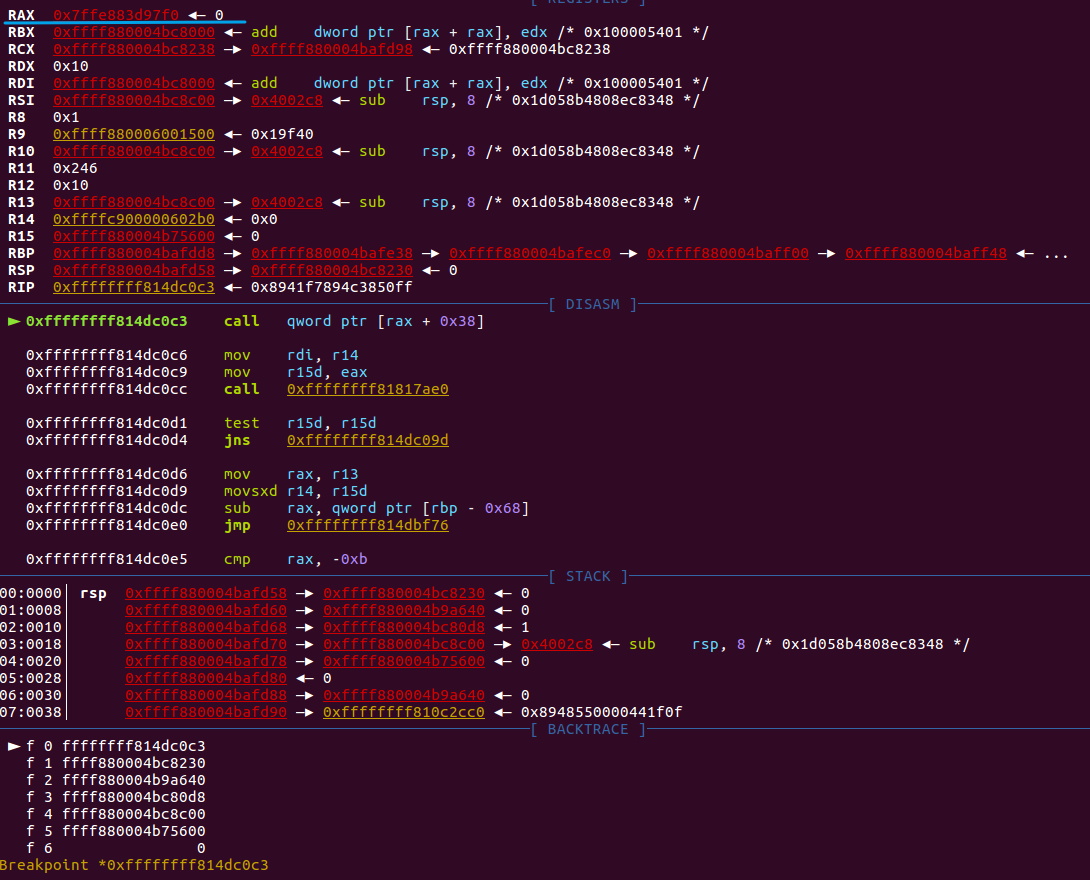 [ REGISTERS ]
RAX  0x7ffe883d97f0 ◂— 0
RBX  0xffff880004bc8000 ◂— add    dword ptr [rax + rax], edx /* 0x100005401 */
RCX  0xffff880004bc8238 —▸ 0xffff880004bafd98 ◂— 0xffff880004bc8238
RDX  0x10
RDI  0xffff880004bc8000 ◂— add    dword ptr [rax + rax], edx /* 0x100005401 */
RSI  0xffff880004bc8c00 —▸ 0x4002c8 ◂— sub    rsp, 8 /* 0x1d058b4808ec8348 */
R8   0x1
R9   0xffff880006001500 ◂— 0x19f40
R10  0xffff880004bc8c00 —▸ 0x4002c8 ◂— sub    rsp, 8 /* 0x1d058b4808ec8348 */
R11  0x246
R12  0x10
R13  0xffff880004bc8c00 —▸ 0x4002c8 ◂— sub    rsp, 8 /* 0x1d058b4808ec8348 */
R14  0xffffc900000602b0 ◂— 0x0
R15  0xffff880004b75600 ◂— 0
RBP  0xffff880004bafdd8 —▸ 0xffff880004bafe38 —▸ 0xffff880004bafec0 —▸ 0xffff880004baff00 —▸ 0xffff880004baff48 ◂— ...
RSP  0xffff880004bafd58 —▸ 0xffff880004bc8230 ◂— 0
RIP  0xffffffff814dc0c3 ◂— 0x8941f7894c3850ff
[ DISASM ]
► 0xffffffff814dc0c3    call   qword ptr [rax + 0x38]
0xffffffff814dc0c6    mov    rdi, r14
0xffffffff814dc0c9    mov    r15d, eax
0xffffffff814dc0cc    call   0xffffffff81817ae0
0xffffffff814dc0d1    test   r15d, r15d
0xffffffff814dc0d4    jns    0xffffffff814dc09d
0xffffffff814dc0d6    mov    rax, r13
0xffffffff814dc0d9    movsxd r14, r15d
0xffffffff814dc0dc    sub    rax, qword ptr [rbp - 0x68]
0xffffffff814dc0e0    jmp    0xffffffff814dbf76
0xffffffff814dc0e5    cmp    rax, -0xb
[ STACK ]
00:0000│ rsp  0xffff880004bafd58 —▸ 0xffff880004bc8230 ◂— 0
01:0008│      0xffff880004bafd60 —▸ 0xffff880004b9a640 ◂— 0
02:0010│      0xffff880004bafd68 —▸ 0xffff880004bc80d8 ◂— 1
03:0018│      0xffff880004bafd70 —▸ 0xffff880004bc8c00 —▸ 0x4002c8 ◂— sub    rsp, 8 /* 0x1d058b4808ec8348 */
04:0020│      0xffff880004bafd78 —▸ 0xffff880004b75600 ◂— 0
05:0028│      0xffff880004bafd80 ◂— 0
06:0030│      0xffff880004bafd88 —▸ 0xffff880004b9a640 ◂— 0
07:0038│      0xffff880004bafd90 —▸ 0xffffffff810c2cc0 ◂— 0x8948550000441f0f
[ BACKTRACE ]
► f 0 ffffffff814dc0c3
f 1 ffff880004bc8230
f 2 ffff880004b9a640
f 3 ffff880004bc80d8
f 4 ffff880004bc8c00
f 5 ffff880004b75600
f 6                0
Breakpoint *0xffffffff814dc0c3